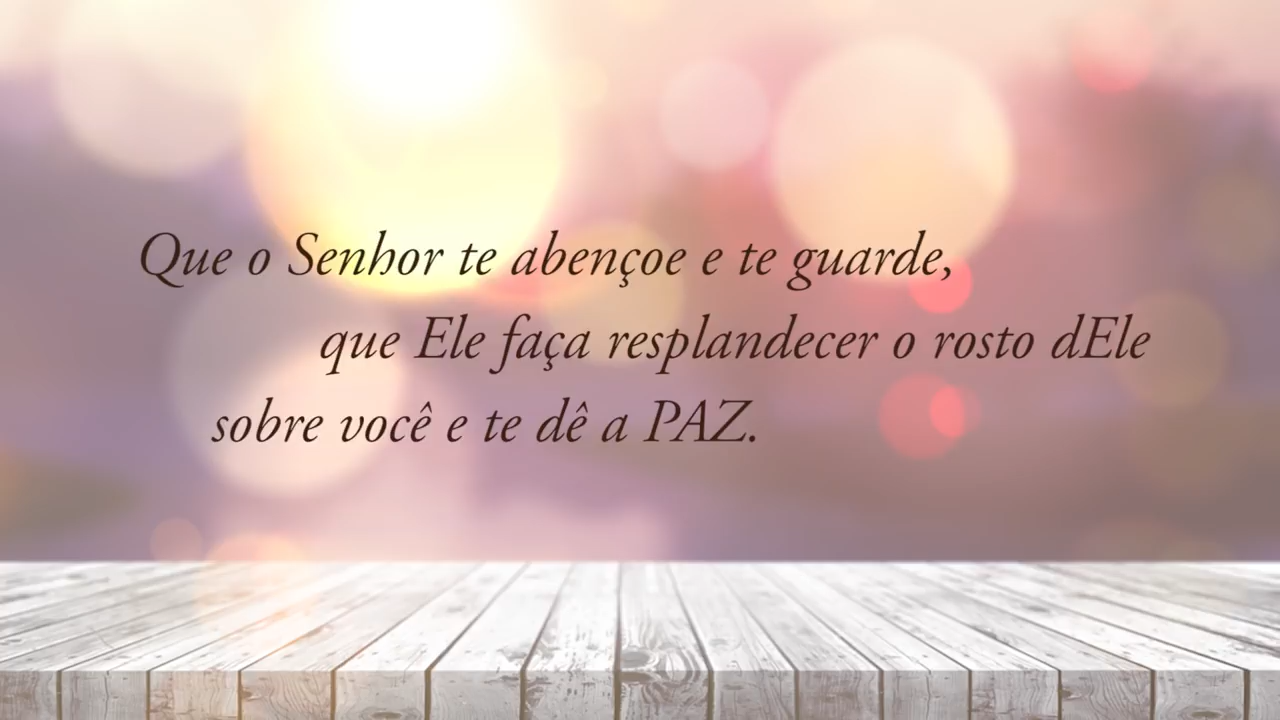 Que o Senhor te abençoe e te guarde,
que Ele faça resplandecer o rosto dEle
sobre você e te dê a PAZ.